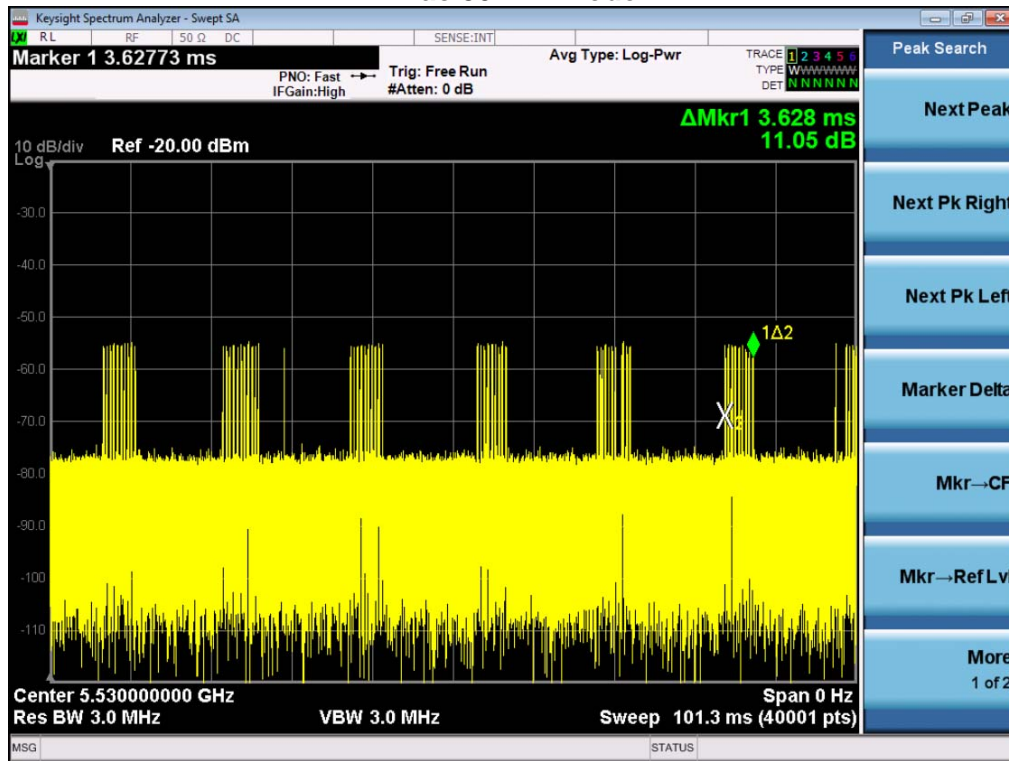 Keysight Spectrum Analyzer - Swept SA
LXI RL RF 50 Ω DC SENSE:INT
Marker 1 3.62773 ms
PNO: Fast
IFGain:High
Trig: Free Run
#Atten: 0 dB
Avg Type: Log-Pwr
TRACE 1 2 3 4 5 6
TYPE WWWWWW
DET N N N N N N
ΔMkr1 3.628 ms
11.05 dB
10 dB/div Ref -20.00 dBm
Log
-30.0
-40.0
-50.0
-60.0
-70.0
-80.0
-90.0
-100
-110
1Δ2
Center 5.530000000 GHz
Span 0 Hz
Res BW 3.0 MHz
VBW 3.0 MHz
Sweep 101.3 ms (40001 pts)
MSG
STATUS
Peak Search
Next Peak
Next Pk Right
Next Pk Left
Marker Delta
Mkr→CF
Mkr→Ref Lvl
More
1 of 2